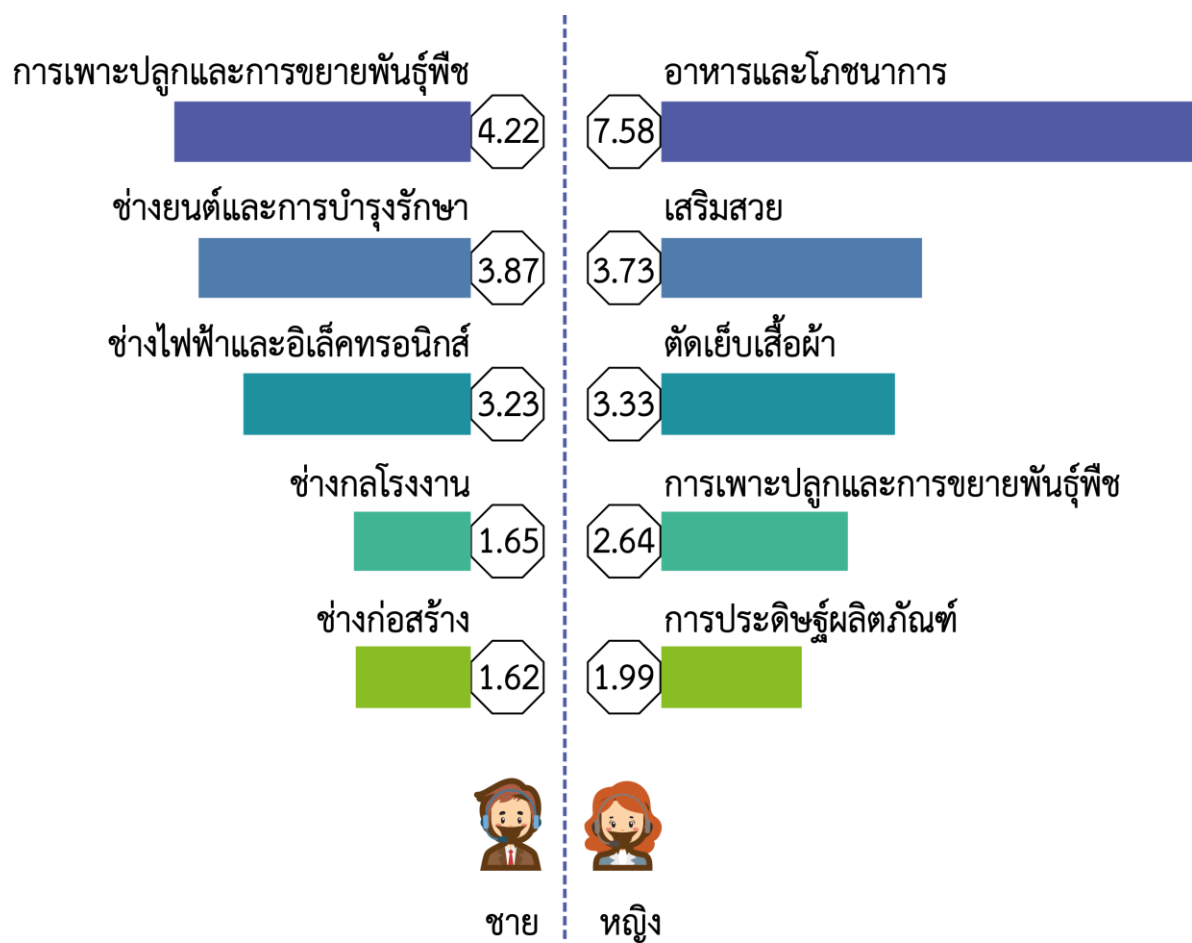 การเพาะปลูกและการขยายพันธุ์พืช
4.22
ช่างยนต์และการบำรุงรักษา
3.87
ช่างไฟฟ้าและอิเล็คทรอนิกส์
3.23
ช่างกลโรงงาน
1.65
ช่างก่อสร้าง
1.62
ชาย
อาหารและโภชนาการ
7.58
เสริมสวย
3.73
ตัดเย็บเสื้อผ้า
3.33
การเพาะปลูกและการขยายพันธุ์พืช
2.64
การประดิษฐ์ผลิตภัณฑ์
1.99
หญิง